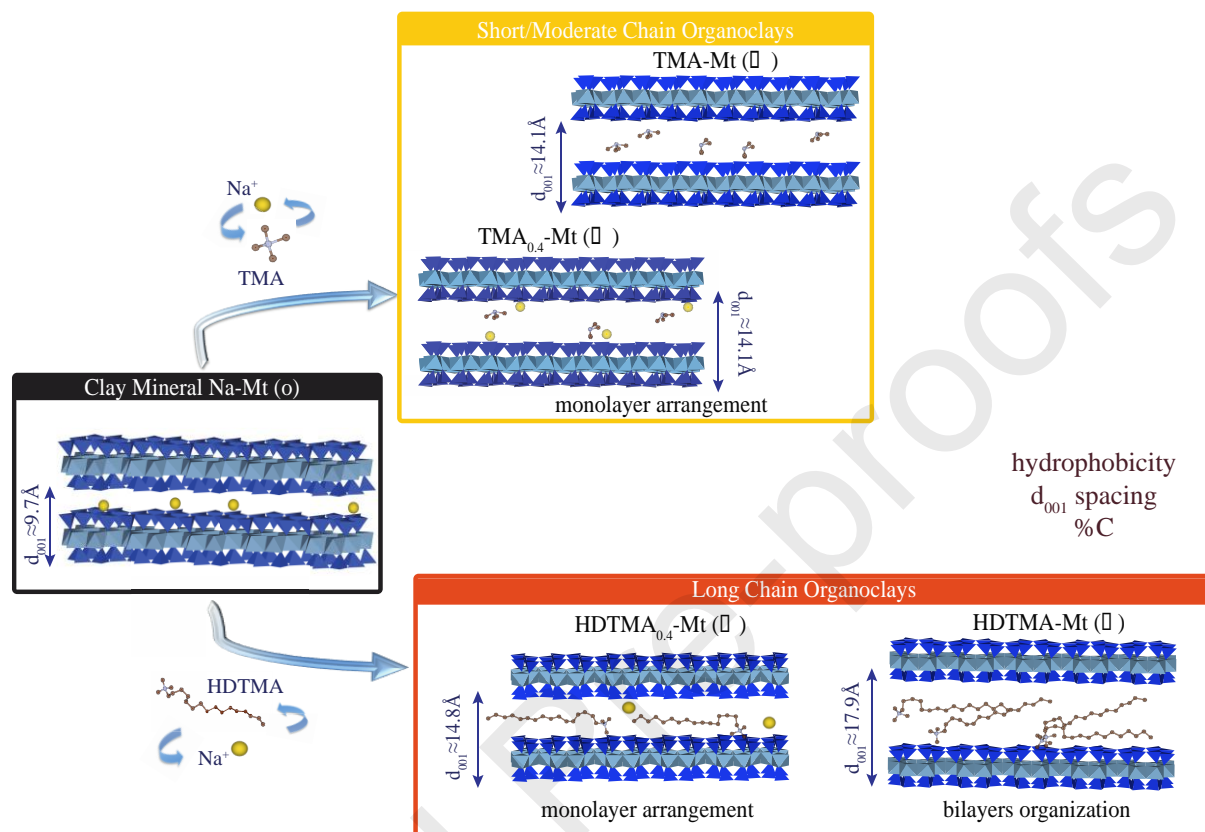 Short/Moderate Chain Organoclays
TMA-Mt (▯ )
d₀₀₁≈14.1Å
Na⁺
TMA
TMA₀.₄-Mt (▯ )
d₀₀₁≈14.1Å
monolayer arrangement
Clay Mineral Na-Mt (o)
d₀₀₁≈9.7Å
hydrophobicity
d₀₀₁ spacing
%C
Long Chain Organoclays
HDTMA₀.₄-Mt (▯ )
HDTMA-Mt (▯ )
HDTMA
Na⁺
d₀₀₁≈14.8Å
d₀₀₁≈17.9Å
monolayer arrangement
bilayers organization
Pre-proofs